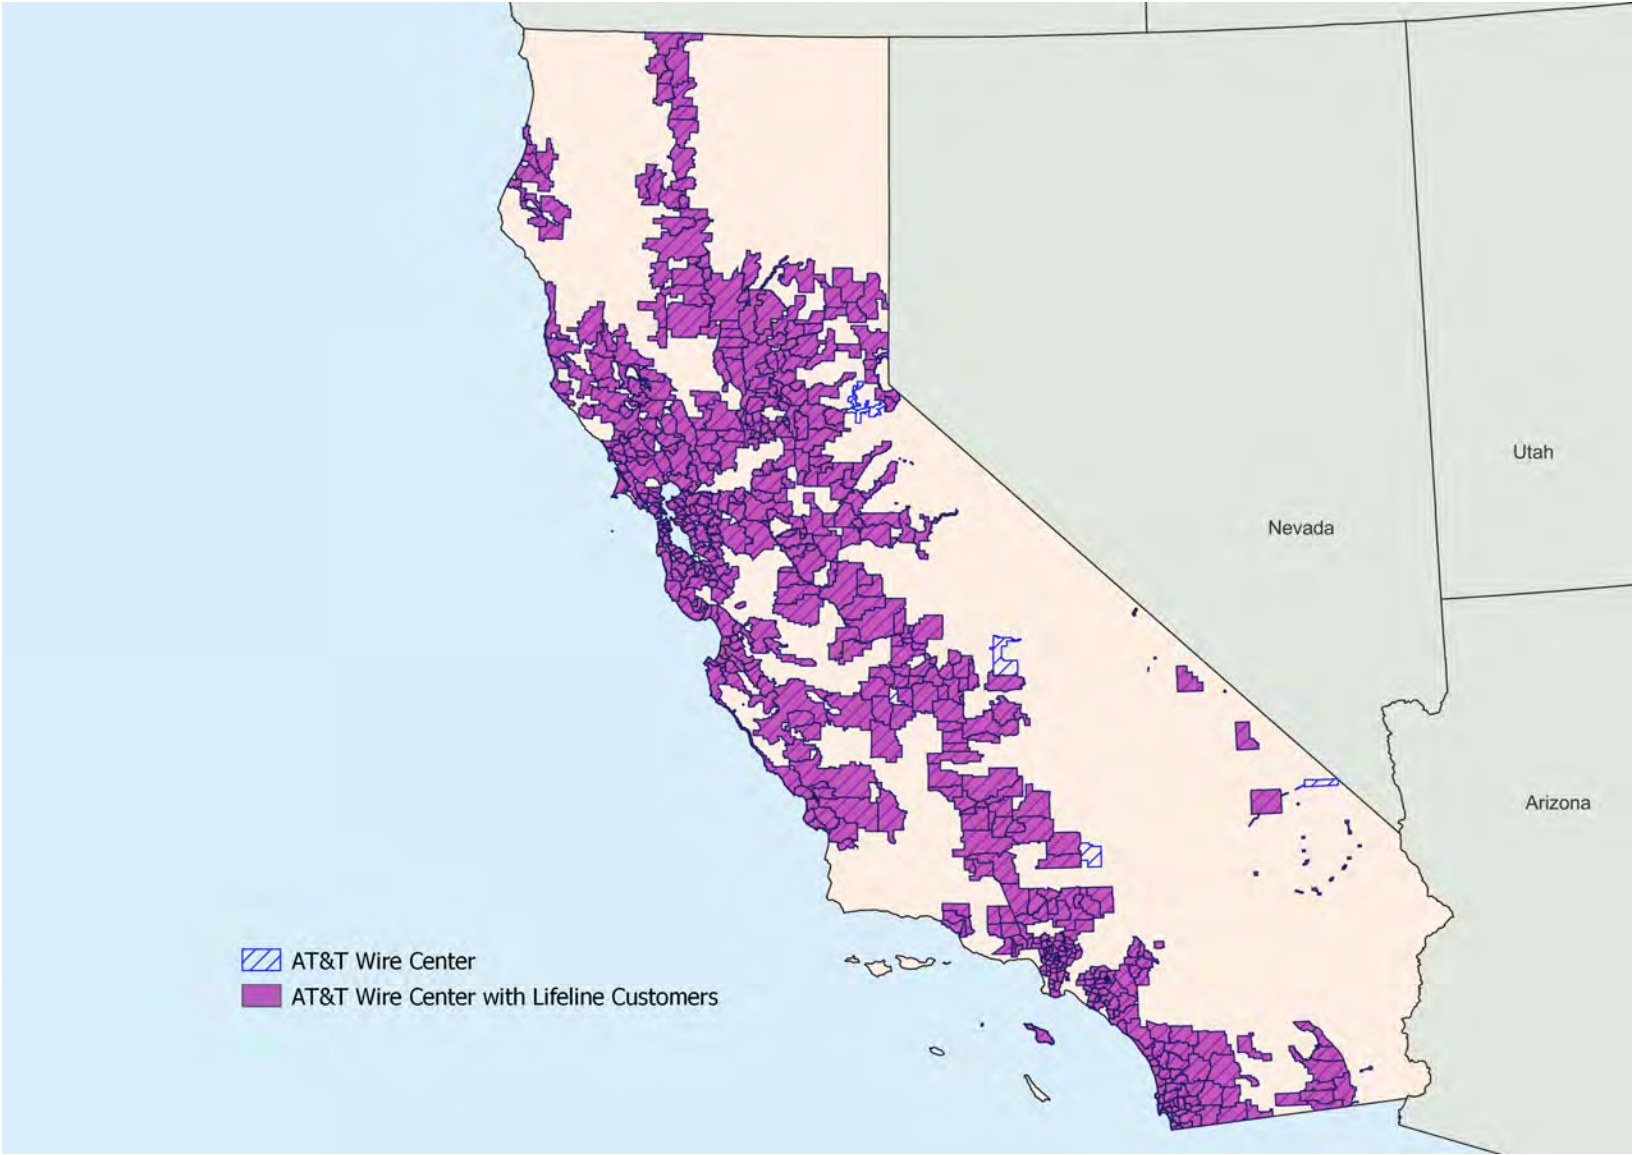 Utah
Nevada
Arizona
AT&T Wire Center
AT&T Wire Center with Lifeline Customers